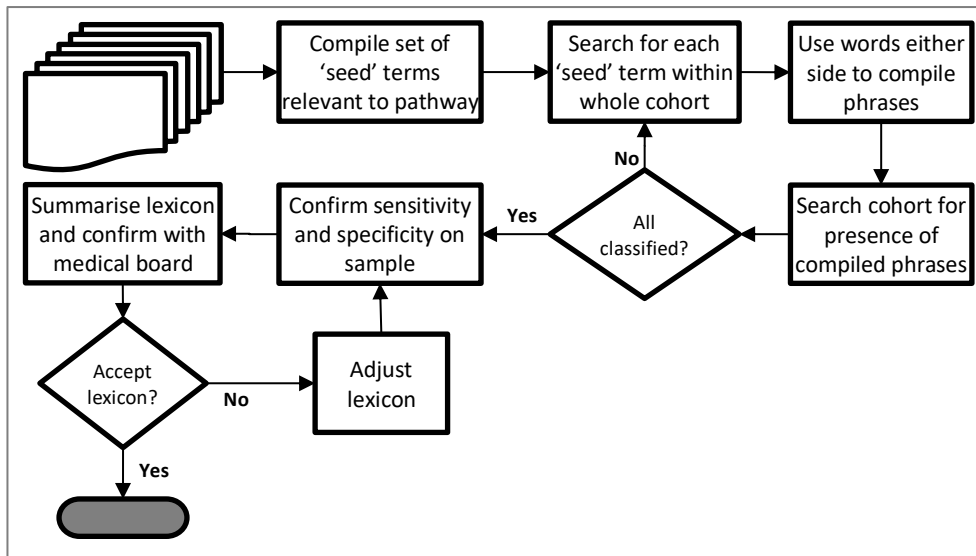 Compile set of
‘seed’ terms
relevant to pathway
Search for each
‘seed’ term within
whole cohort
Use words either
side to compile
phrases
No
Summarise lexicon
and confirm with
medical board
Confirm sensitivity
and specificity on
sample
Yes
All
classified?
Search cohort for
presence of
compiled phrases
Accept
lexicon?
No
Adjust
lexicon
Yes